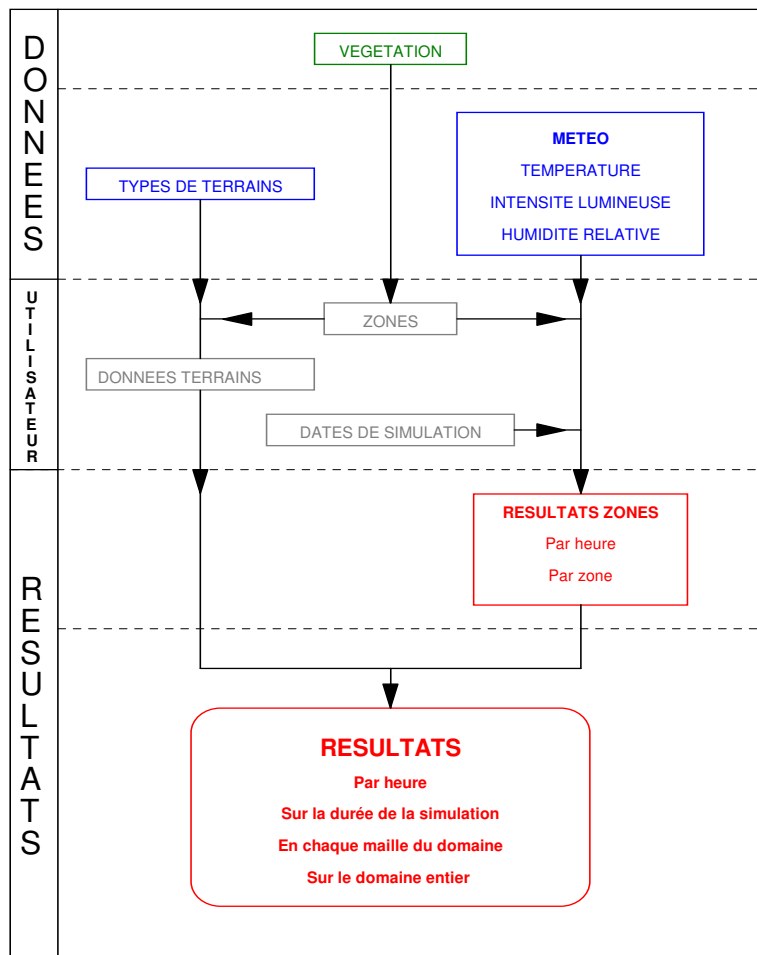 DONNEES
VEGETATION
METEO
TEMPERATURE
INTENSITE LUMINEUSE
HUMIDITE RELATIVE
TYPES DE TERRAINS
UTILISATEUR
ZONES
DONNEES TERRAINS
DATES DE SIMULATION
RESULTATS
RESULTATS ZONES
Par heure
Par zone
RESULTATS
Par heure
Sur la durée de la simulation
En chaque maille du domaine
Sur le domaine entier